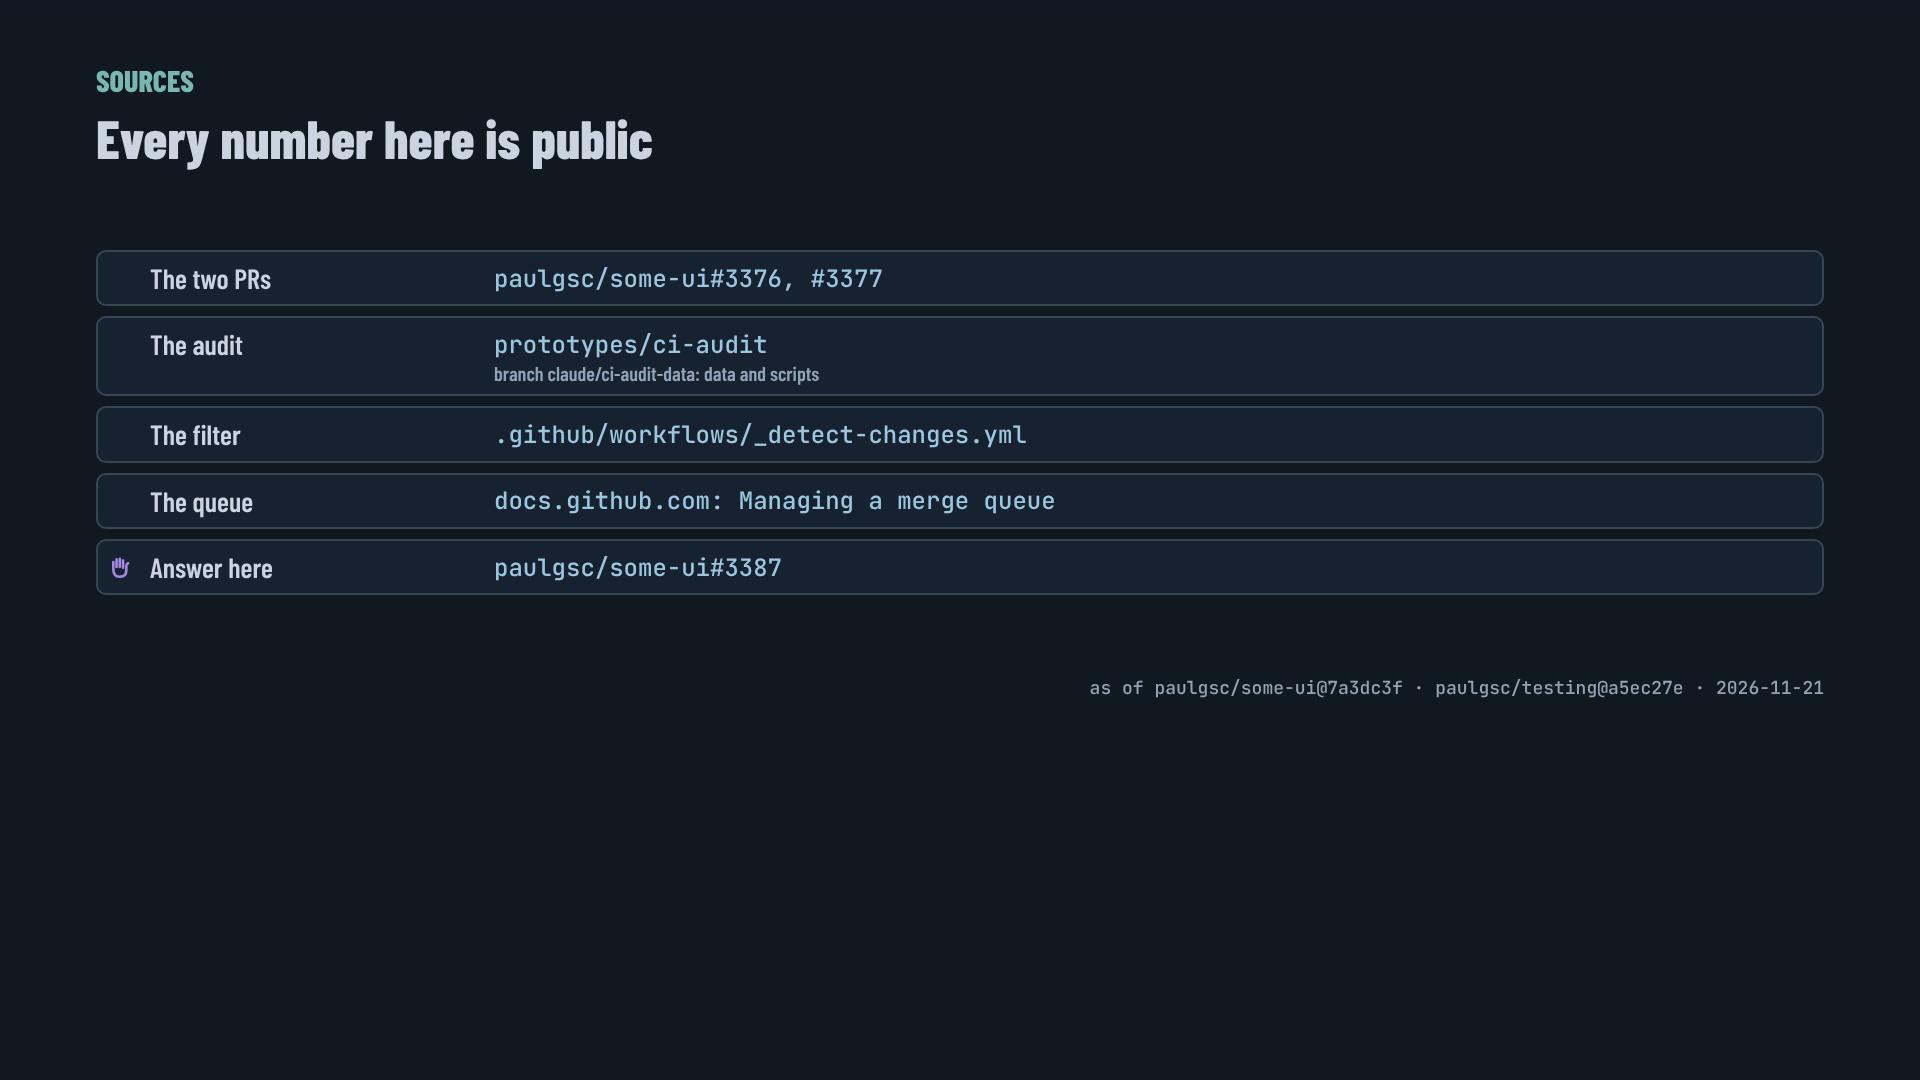 SOURCES
Every number here is public
The two PRs paulgsc/some-ui#3376, #3377
The audit prototypes/ci-audit
branch claude/ci-audit-data: data and scripts
The filter .github/workflows/_detect-changes.yml
The queue docs.github.com: Managing a merge queue
Answer here paulgsc/some-ui#3387
as of paulgsc/some-ui@7a3dc3f · paulgsc/testing@a5ec27e · 2026-11-21